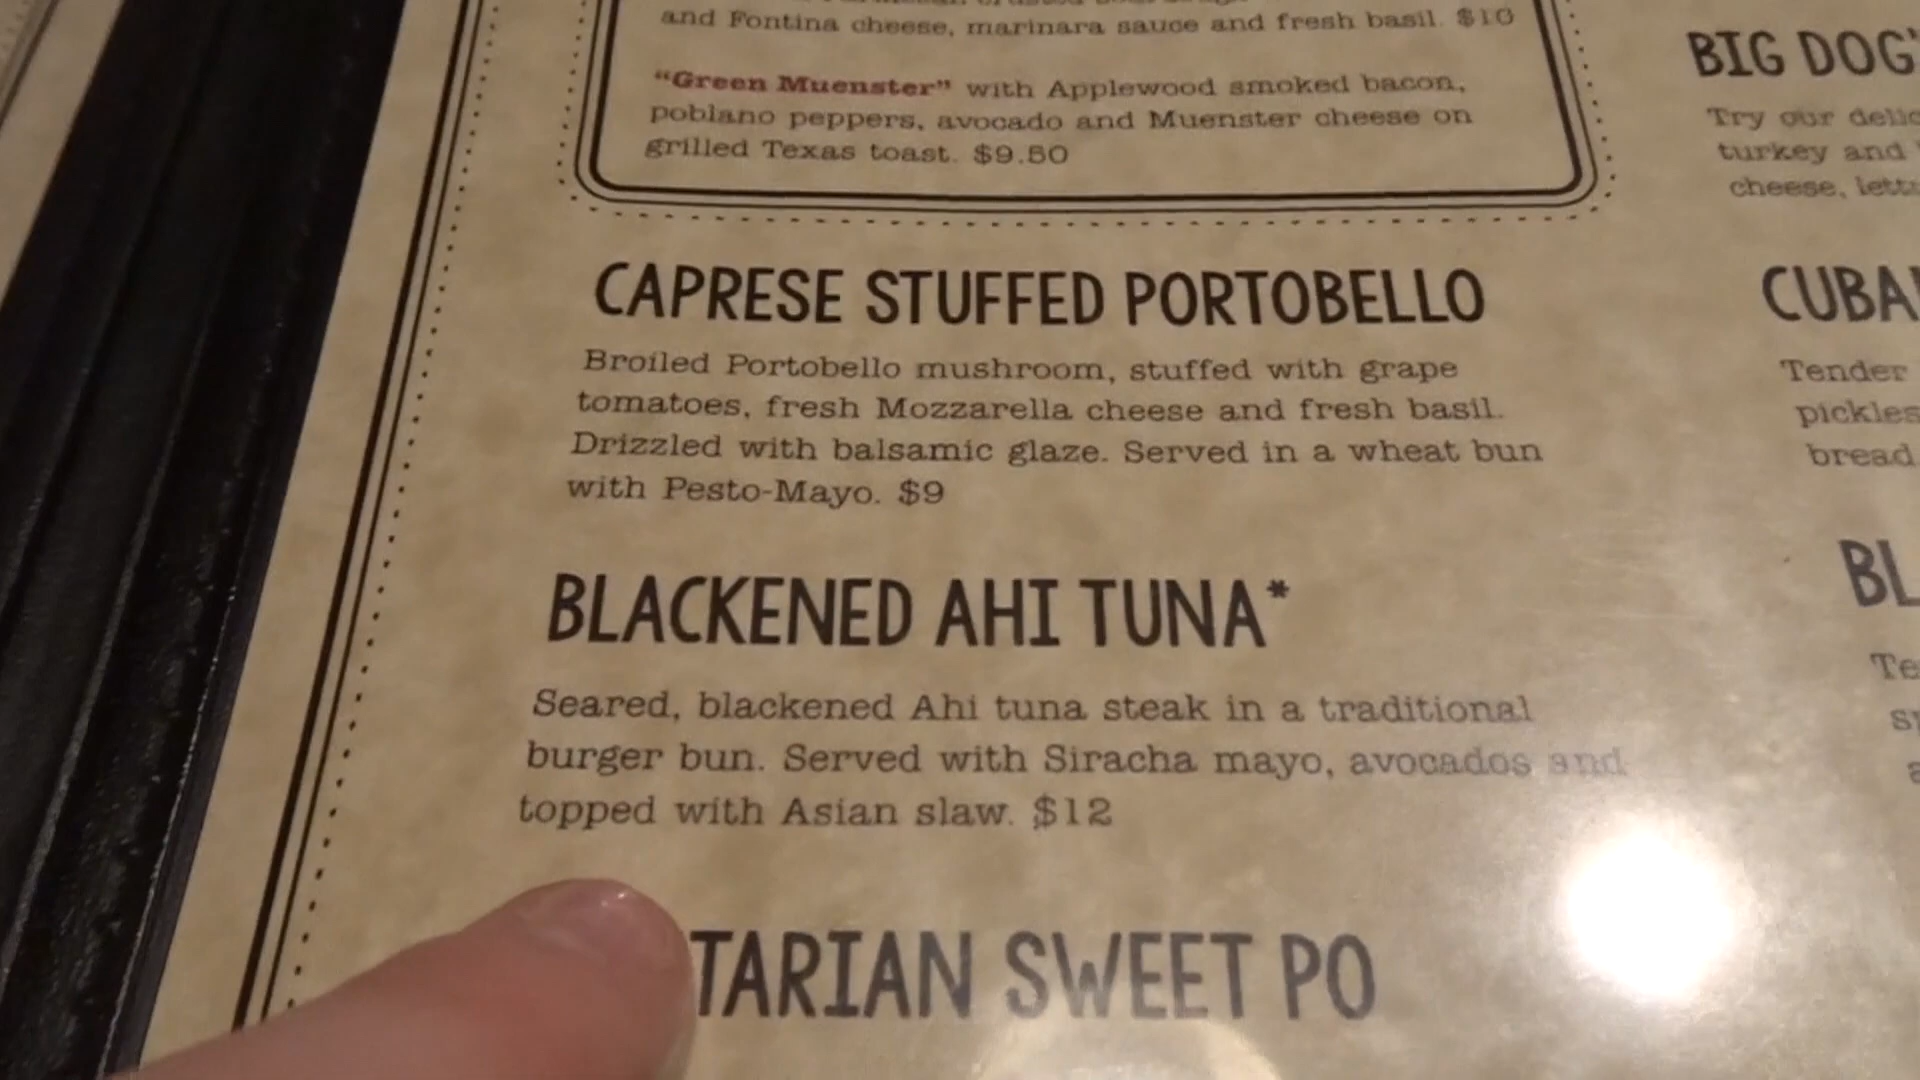 and Fontina cheese, marinara sauce and fresh basil. $10
"Green Muenster" with Applewood smoked bacon,
poblano peppers, avocado and Muenster cheese on
grilled Texas toast. $9.50
CAPRESE STUFFED PORTOBELLO
Broiled Portobello mushroom, stuffed with grape
tomatoes, fresh Mozzarella cheese and fresh basil.
Drizzled with balsamic glaze. Served in a wheat bun
with Pesto-Mayo. $9
BLACKENED AHI TUNA*
Seared, blackened Ahi tuna steak in a traditional
burger bun. Served with Siracha mayo, avocados and
topped with Asian slaw. $12
TARIAN SWEET PO
BIG DOG'
Try our delic
turkey and
cheese, lettu
CUBA
Tender
pickles
bread.
BL
Te
sp